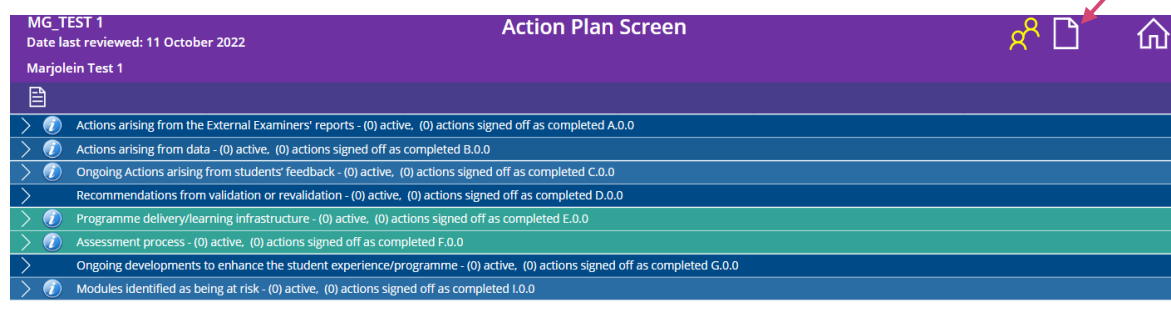 MG_TEST 1
Action Plan Screen
Date last reviewed: 11 October 2022
Marjolein Test 1
Actions arising from the External Examiners' reports - (0) active, (0) actions signed off as completed A.0.0
Actions arising from data - (0) active, (0) actions signed off as completed B.0.0
Ongoing Actions arising from students' feedback - (0) active, (0) actions signed off as completed C.0.0
Recommendations from validation or revalidation - (0) active, (0) actions signed off as completed D.0.0
Programme delivery/learning infrastructure - (0) active, (0) actions signed off as completed E.0.0
Assessment process - (0) active, (0) actions signed off as completed F.0.0
Ongoing developments to enhance the student experience/programme - (0) active, (0) actions signed off as completed G.0.0
Modules identified as being at risk - (0) active, (0) actions signed off as completed I.0.0